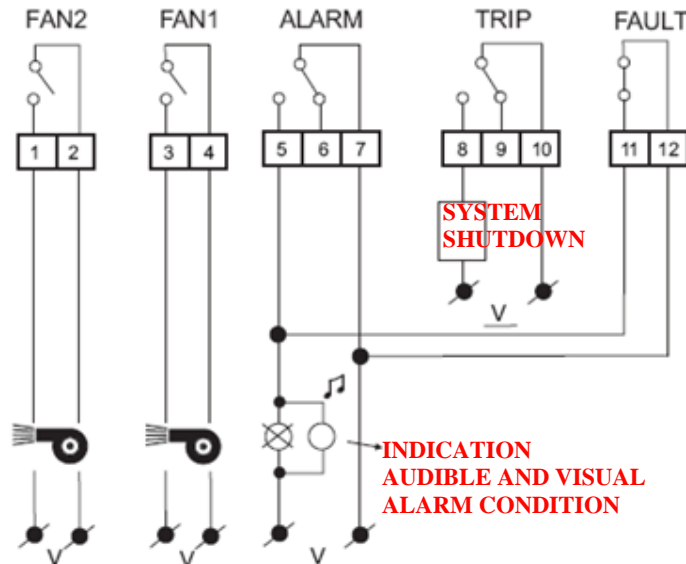 FAN2 FAN1 ALARM TRIP FAULT
1 2 3 4 5 6 7 8 9 10 11 12
SYSTEM
SHUTDOWN
V
INDICATION
AUDIBLE AND VISUAL
ALARM CONDITION
V V V